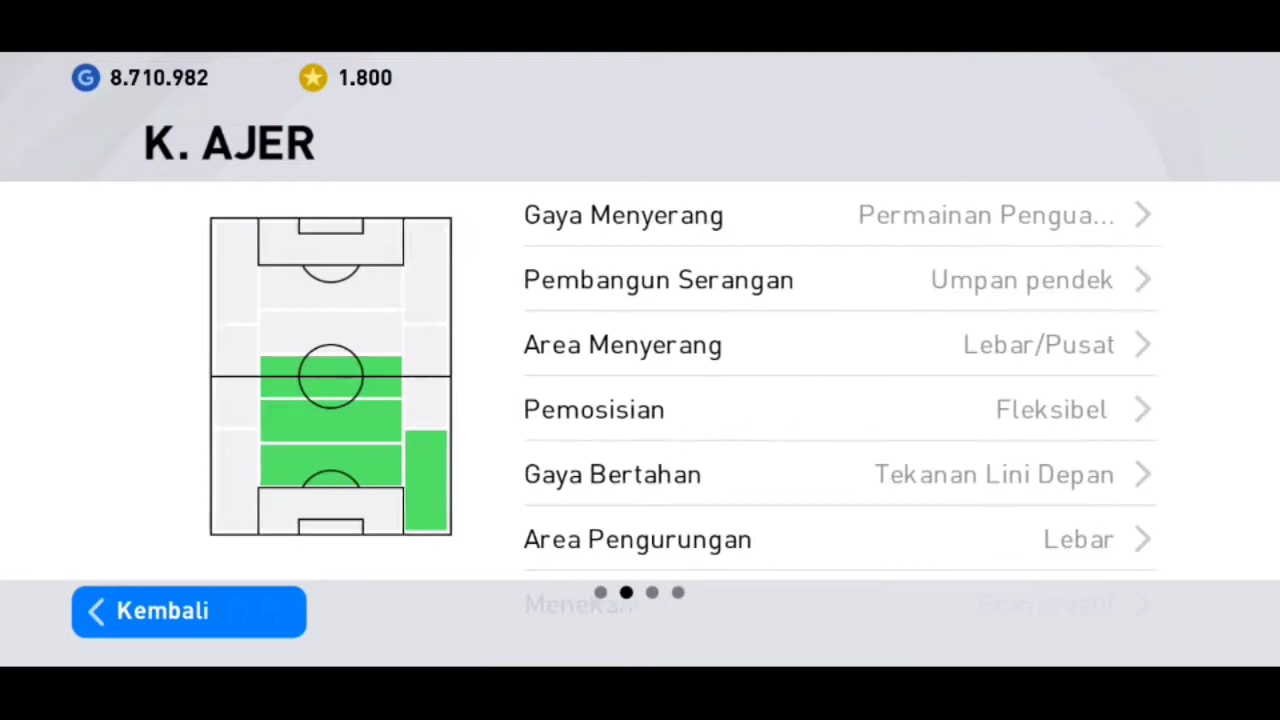 G 8.710.982 1.800
K. AJER
Gaya Menyerang Permainan Pengua...
Pembangun Serangan Umpan pendek
Area Menyerang Lebar/Pusat
Pemosisian Fleksibel
Gaya Bertahan Tekanan Lini Depan
Area Pengurungan Lebar
Menekan
Kembali